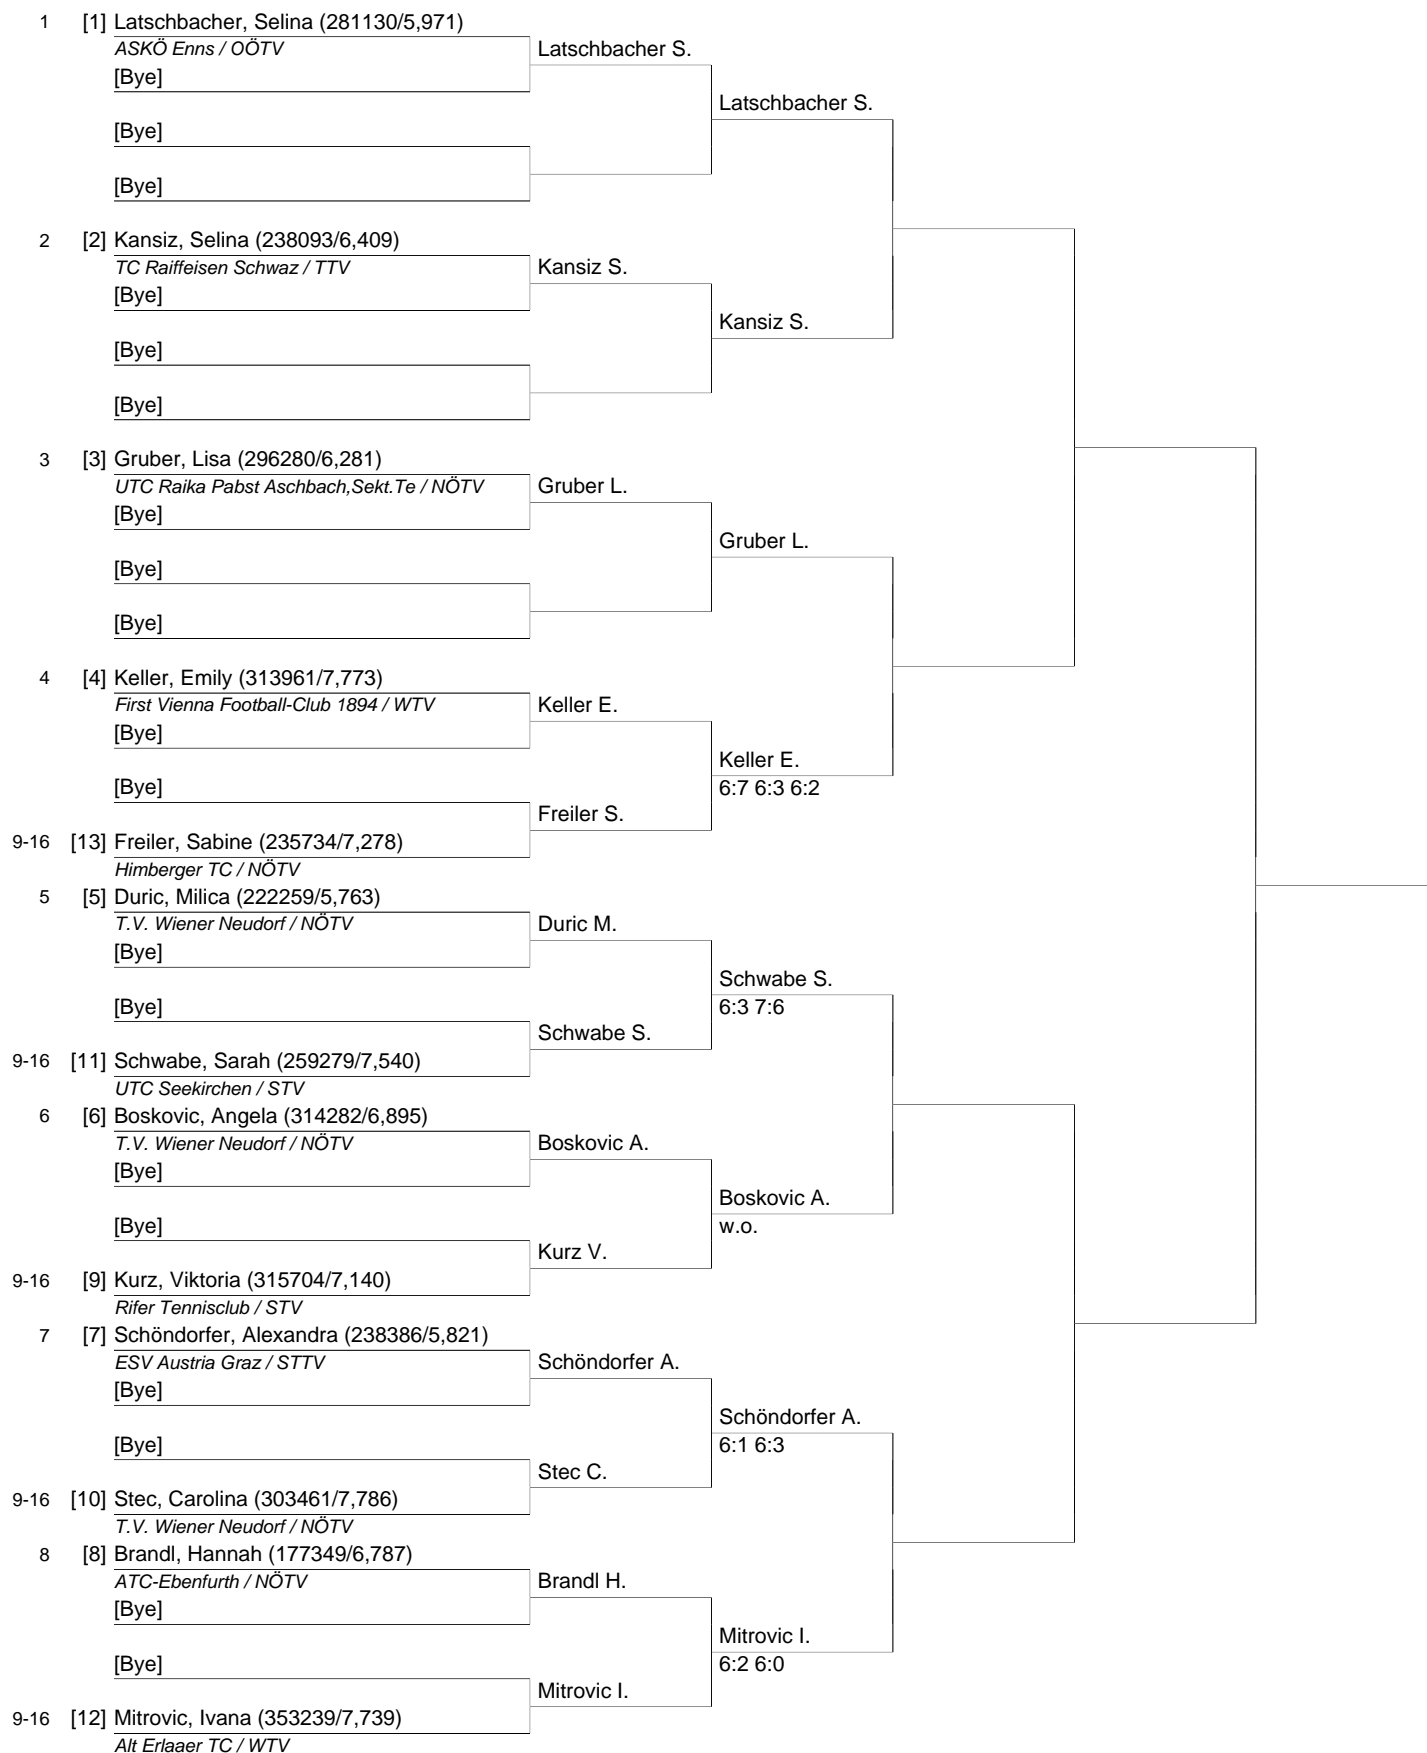 1 [1] Latschbacher, Selina (281130/5,971)
ASKÖ Enns / OÖTV
Latschbacher S.
[Bye]
Latschbacher S.
[Bye]
[Bye]
2 [2] Kansiz, Selina (238093/6,409)
TC Raiffeisen Schwaz / TTV
Kansiz S.
[Bye]
Kansiz S.
[Bye]
[Bye]
3 [3] Gruber, Lisa (296280/6,281)
UTC Raika Pabst Aschbach,Sekt.Te / NÖTV
Gruber L.
[Bye]
Gruber L.
[Bye]
[Bye]
4 [4] Keller, Emily (313961/7,773)
First Vienna Football-Club 1894 / WTV
Keller E.
[Bye]
Keller E.
[Bye]
6:7 6:3 6:2
Freiler S.
9-16 [13] Freiler, Sabine (235734/7,278)
Himberger TC / NÖTV
5 [5] Duric, Milica (222259/5,763)
T.V. Wiener Neudorf / NÖTV
Duric M.
[Bye]
Schwabe S.
[Bye]
6:3 7:6
Schwabe S.
9-16 [11] Schwabe, Sarah (259279/7,540)
UTC Seekirchen / STV
6 [6] Boskovic, Angela (314282/6,895)
T.V. Wiener Neudorf / NÖTV
Boskovic A.
[Bye]
Boskovic A.
[Bye]
w.o.
Kurz V.
9-16 [9] Kurz, Viktoria (315704/7,140)
Rifer Tennisclub / STV
7 [7] Schöndorfer, Alexandra (238386/5,821)
ESV Austria Graz / STTV
Schöndorfer A.
[Bye]
Schöndorfer A.
[Bye]
6:1 6:3
Stec C.
9-16 [10] Stec, Carolina (303461/7,786)
T.V. Wiener Neudorf / NÖTV
8 [8] Brandl, Hannah (177349/6,787)
ATC-Ebenfurth / NÖTV
Brandl H.
[Bye]
Mitrovic I.
[Bye]
6:2 6:0
Mitrovic I.
9-16 [12] Mitrovic, Ivana (353239/7,739)
Alt Erlaaer TC / WTV